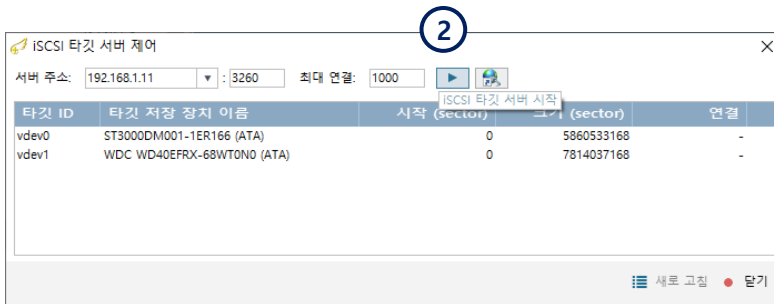 2
iSCSI 타깃 서버 제어
서버 주소: 192.168.1.11 : 3260 최대 연결: 1000
iSCSI 타깃 서버 시작
타깃 ID 타깃 저장 장치 이름 시작 (sector) 크기 (sector) 연결
vdev0 ST3000DM001-1ER166 (ATA) 0 5860533168 -
vdev1 WDC WD40EFRX-68WT0N0 (ATA) 0 7814037168 -
새로 고침 닫기